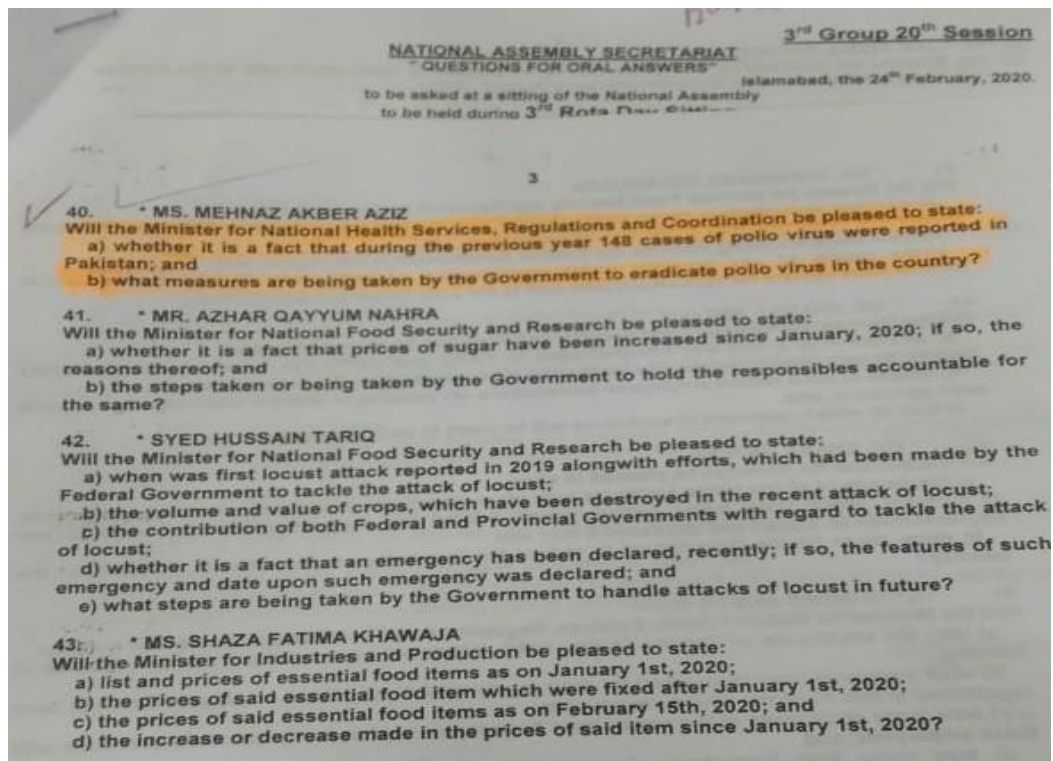 3rd Group 20th Session
NATIONAL ASSEMBLY SECRETARIAT
"QUESTIONS FOR ORAL ANSWERS"
Islamabad, the 24th February, 2020.
to be asked at a sitting of the National Assembly
to be held during 3rd Rota Day
3
40. * MS. MEHNAZ AKBER AZIZ
Will the Minister for National Health Services, Regulations and Coordination be pleased to state:
a) whether it is a fact that during the previous year 148 cases of polio virus were reported in
Pakistan; and
b) what measures are being taken by the Government to eradicate polio virus in the country?
41. * MR. AZHAR QAYYUM NAHRA
Will the Minister for National Food Security and Research be pleased to state:
a) whether it is a fact that prices of sugar have been increased since January, 2020; if so, the
reasons thereof; and
b) the steps taken or being taken by the Government to hold the responsibles accountable for
the same?
42. * SYED HUSSAIN TARIQ
Will the Minister for National Food Security and Research be pleased to state:
a) when was first locust attack reported in 2019 alongwith efforts, which had been made by the
Federal Government to tackle the attack of locust;
b) the volume and value of crops, which have been destroyed in the recent attack of locust;
c) the contribution of both Federal and Provincial Governments with regard to tackle the attack
of locust;
d) whether it is a fact that an emergency has been declared, recently; if so, the features of such
emergency and date upon such emergency was declared; and
e) what steps are being taken by the Government to handle attacks of locust in future?
43. * MS. SHAZA FATIMA KHAWAJA
Will the Minister for Industries and Production be pleased to state:
a) list and prices of essential food items as on January 1st, 2020;
b) the prices of said essential food item which were fixed after January 1st, 2020;
c) the prices of said essential food items as on February 15th, 2020; and
d) the increase or decrease made in the prices of said item since January 1st, 2020?